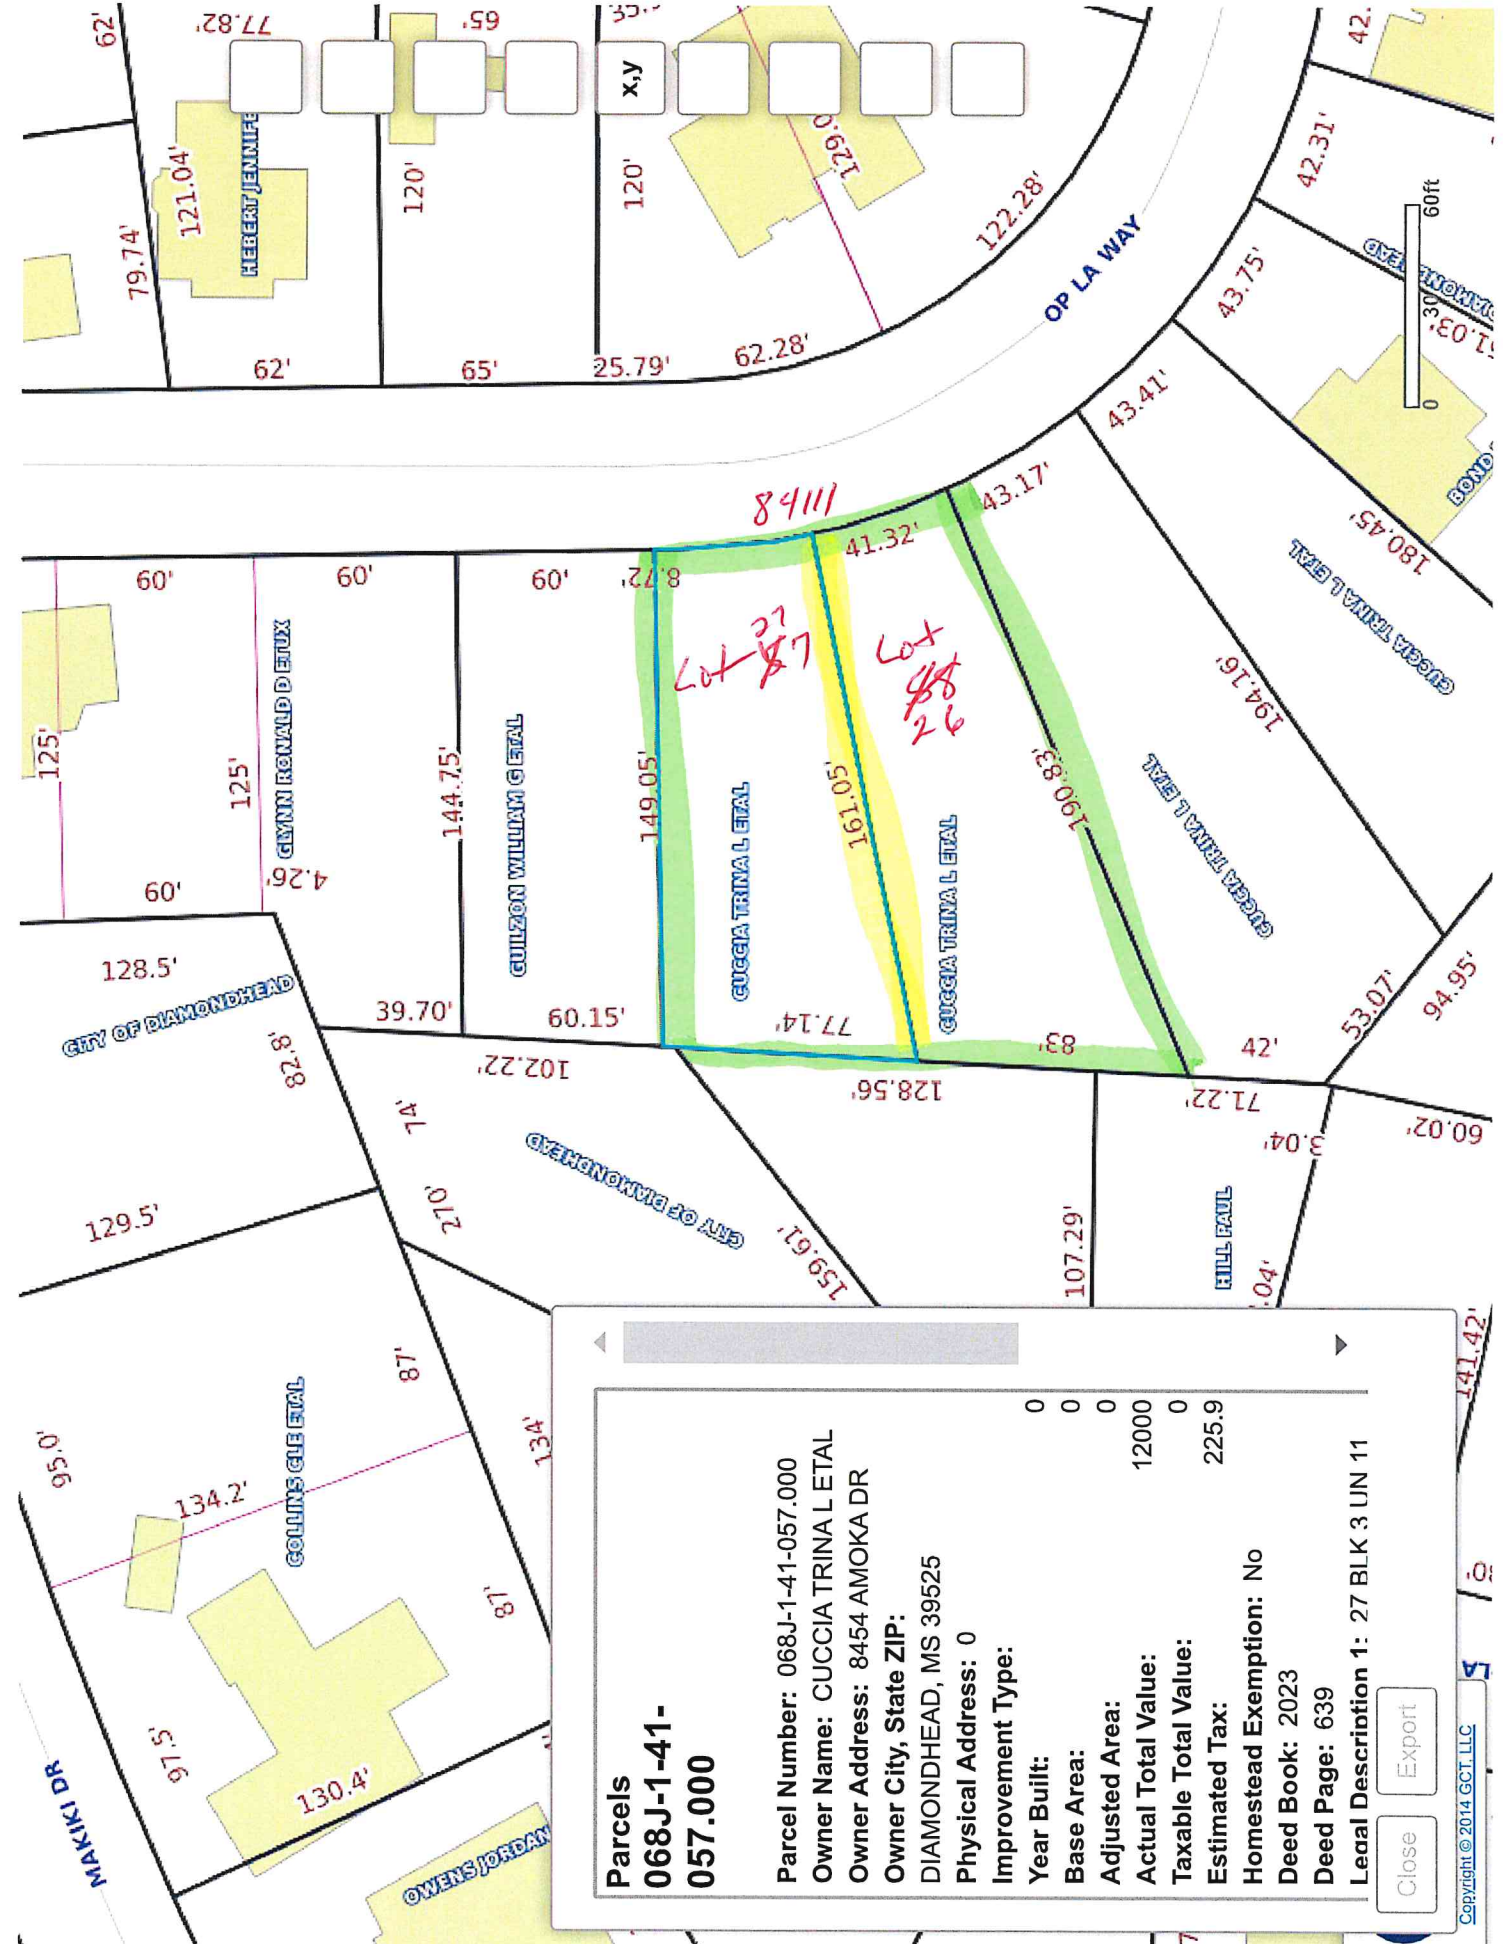 MAKIKI DR
97.5'
130.4'
OWENS JORDAN
95.0'
134.2'
COLLINS CLE ETAL
87'
87'
134'
129.5'
128.5'
CITY OF DIAMONDHEAD
82.8'
74'
270'
102.22'
CITY OF DIAMONDHEAD
159.61'
128.56'
107.29'
HILL PAUL
71.22'
3.04'
.04'
60.02'
141.42'
60'
125'
60'
125'
GLYNN RONALD D ETUX
4.26'
60'
144.75'
39.70'
GUILZON WILLIAM G ETAL
60'
60.15'
149.05'
8.72'
84111
Lot 87
27
CUCCIA TRINA L ETAL
77.14'
161.05'
41.32'
Lot
88
26
CUCCIA TRINA L ETAL
83'
190.83'
43.17'
CUCCIA TRINA L ETAL
42'
53.07'
94.95'
194.16'
43.41'
CUCCIA TRINA L ETAL
180.45'
BOND
43.75'
51.03'
DIAMONDHEAD
DIAMONDHEAD
42.31'
42.
OP LA WAY
62'
79.74'
121.04'
HEBERT JENNIFE
77.82'
62'
120'
65'
65'
120'
25.79'
62.28'
129.0
122.28'
x,y
0 30 60ft
Parcels
068J-1-41-
057.000
Parcel Number: 068J-1-41-057.000
Owner Name: CUCCIA TRINA L ETAL
Owner Address: 8454 AMOKA DR
Owner City, State ZIP:
DIAMONDHEAD, MS 39525
Physical Address: 0
Improvement Type:
Year Built: 0
Base Area: 0
Adjusted Area: 0
Actual Total Value: 12000
Taxable Total Value: 0
Estimated Tax: 225.9
Homestead Exemption: No
Deed Book: 2023
Deed Page: 639
Legal Description 1: 27 BLK 3 UN 11
Close Export
Copyright © 2014 GCT, LLC
LA